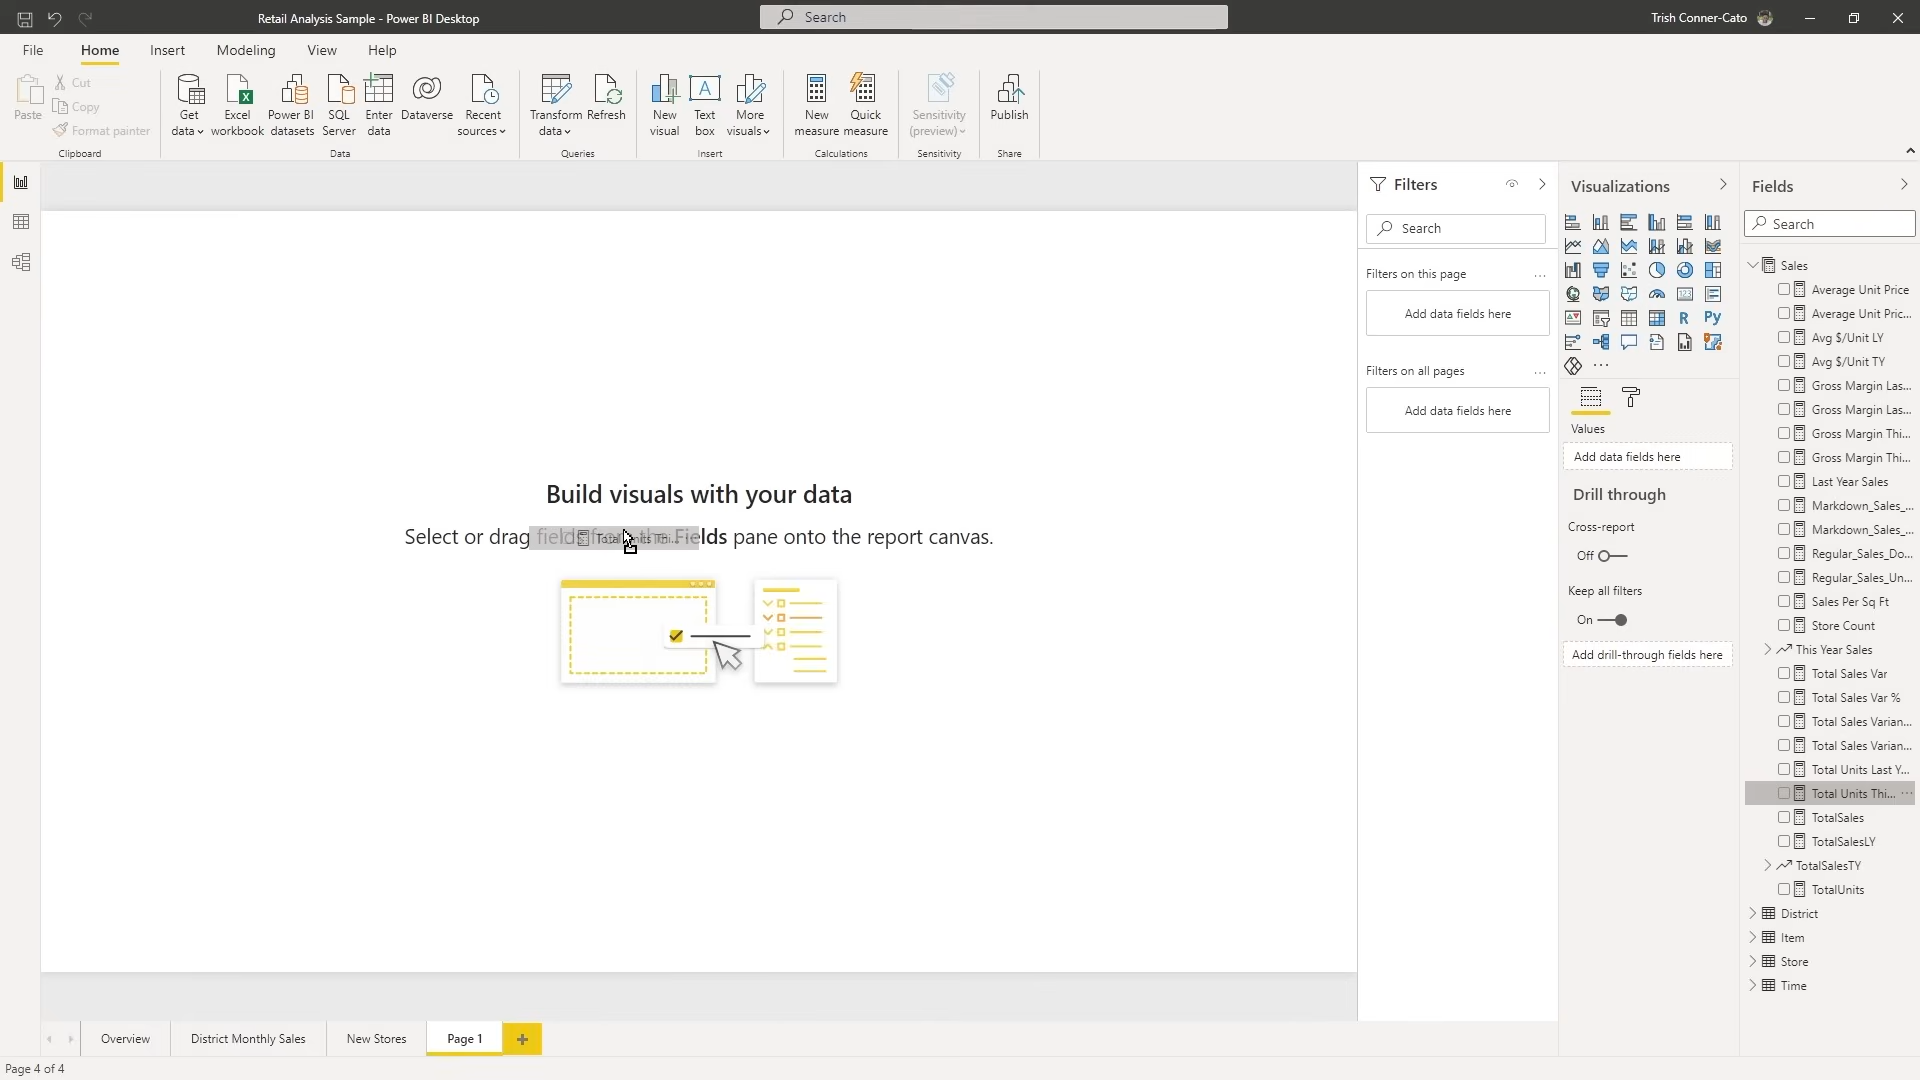 Retail Analysis Sample - Power BI Desktop
Search
Trish Conner-Cato
File Home Insert Modeling View Help
Paste
Cut
Copy
Format painter
Clipboard
Get data
Excel workbook
Power BI datasets
SQL Server
Enter data
Dataverse
Recent sources
Data
Transform data
Refresh
Queries
New visual
Text box
More visuals
Insert
New measure
Quick measure
Calculations
Sensitivity (preview)
Sensitivity
Publish
Share
Build visuals with your data
Select or drag fields from the Fields pane onto the report canvas.
Total Units Thi...
Filters
Search
Filters on this page
...
Add data fields here
Filters on all pages
...
Add data fields here
Visualizations
123
R
Py
...
Values
Add data fields here
Drill through
Cross-report
Off
Keep all filters
On
Add drill-through fields here
Fields
Search
Sales
Average Unit Price
Average Unit Pric...
Avg $/Unit LY
Avg $/Unit TY
Gross Margin Las...
Gross Margin Las...
Gross Margin Thi...
Gross Margin Thi...
Last Year Sales
Markdown_Sales_...
Markdown_Sales_...
Regular_Sales_Do...
Regular_Sales_Un...
Sales Per Sq Ft
Store Count
This Year Sales
Total Sales Var
Total Sales Var %
Total Sales Varian...
Total Sales Varian...
Total Units Last Y...
Total Units Thi... ...
TotalSales
TotalSalesLY
TotalSalesTY
TotalUnits
District
Item
Store
Time
Overview
District Monthly Sales
New Stores
Page 1
+
Page 4 of 4